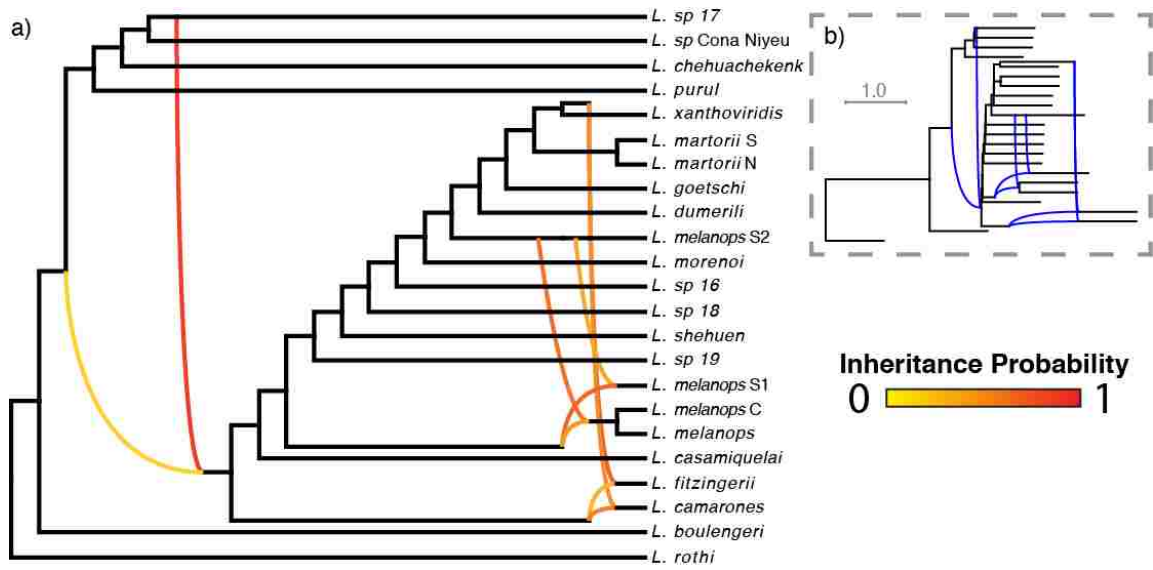 a)
L. sp 17
L. sp Cona Niyeu
L. chehuachekenk
L. purul
L. xanthoviridis
L. martorii S
L. martorii N
L. goetschi
L. dumerili
L. melanops S2
L. morenoi
L. sp 16
L. sp 18
L. shehuen
L. sp 19
L. melanops S1
L. melanops C
L. melanops
L. casamiquelai
L. fitzingerii
L. camarones
L. boulengeri
L. rothi
b)
1.0
Inheritance Probability
0 1